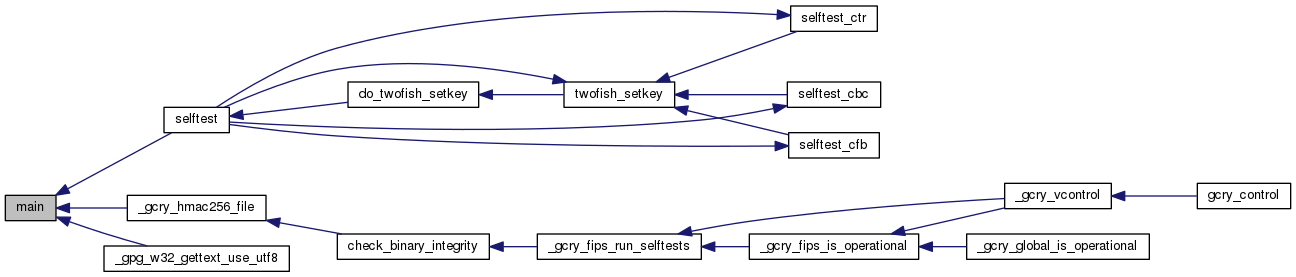 selftest_ctr
do_twofish_setkey
twofish_setkey
selftest_cbc
selftest
selftest_cfb
main
_gcry_hmac256_file
_gcry_vcontrol
gcry_control
check_binary_integrity
_gcry_fips_run_selftests
_gcry_fips_is_operational
_gcry_global_is_operational
_gpg_w32_gettext_use_utf8